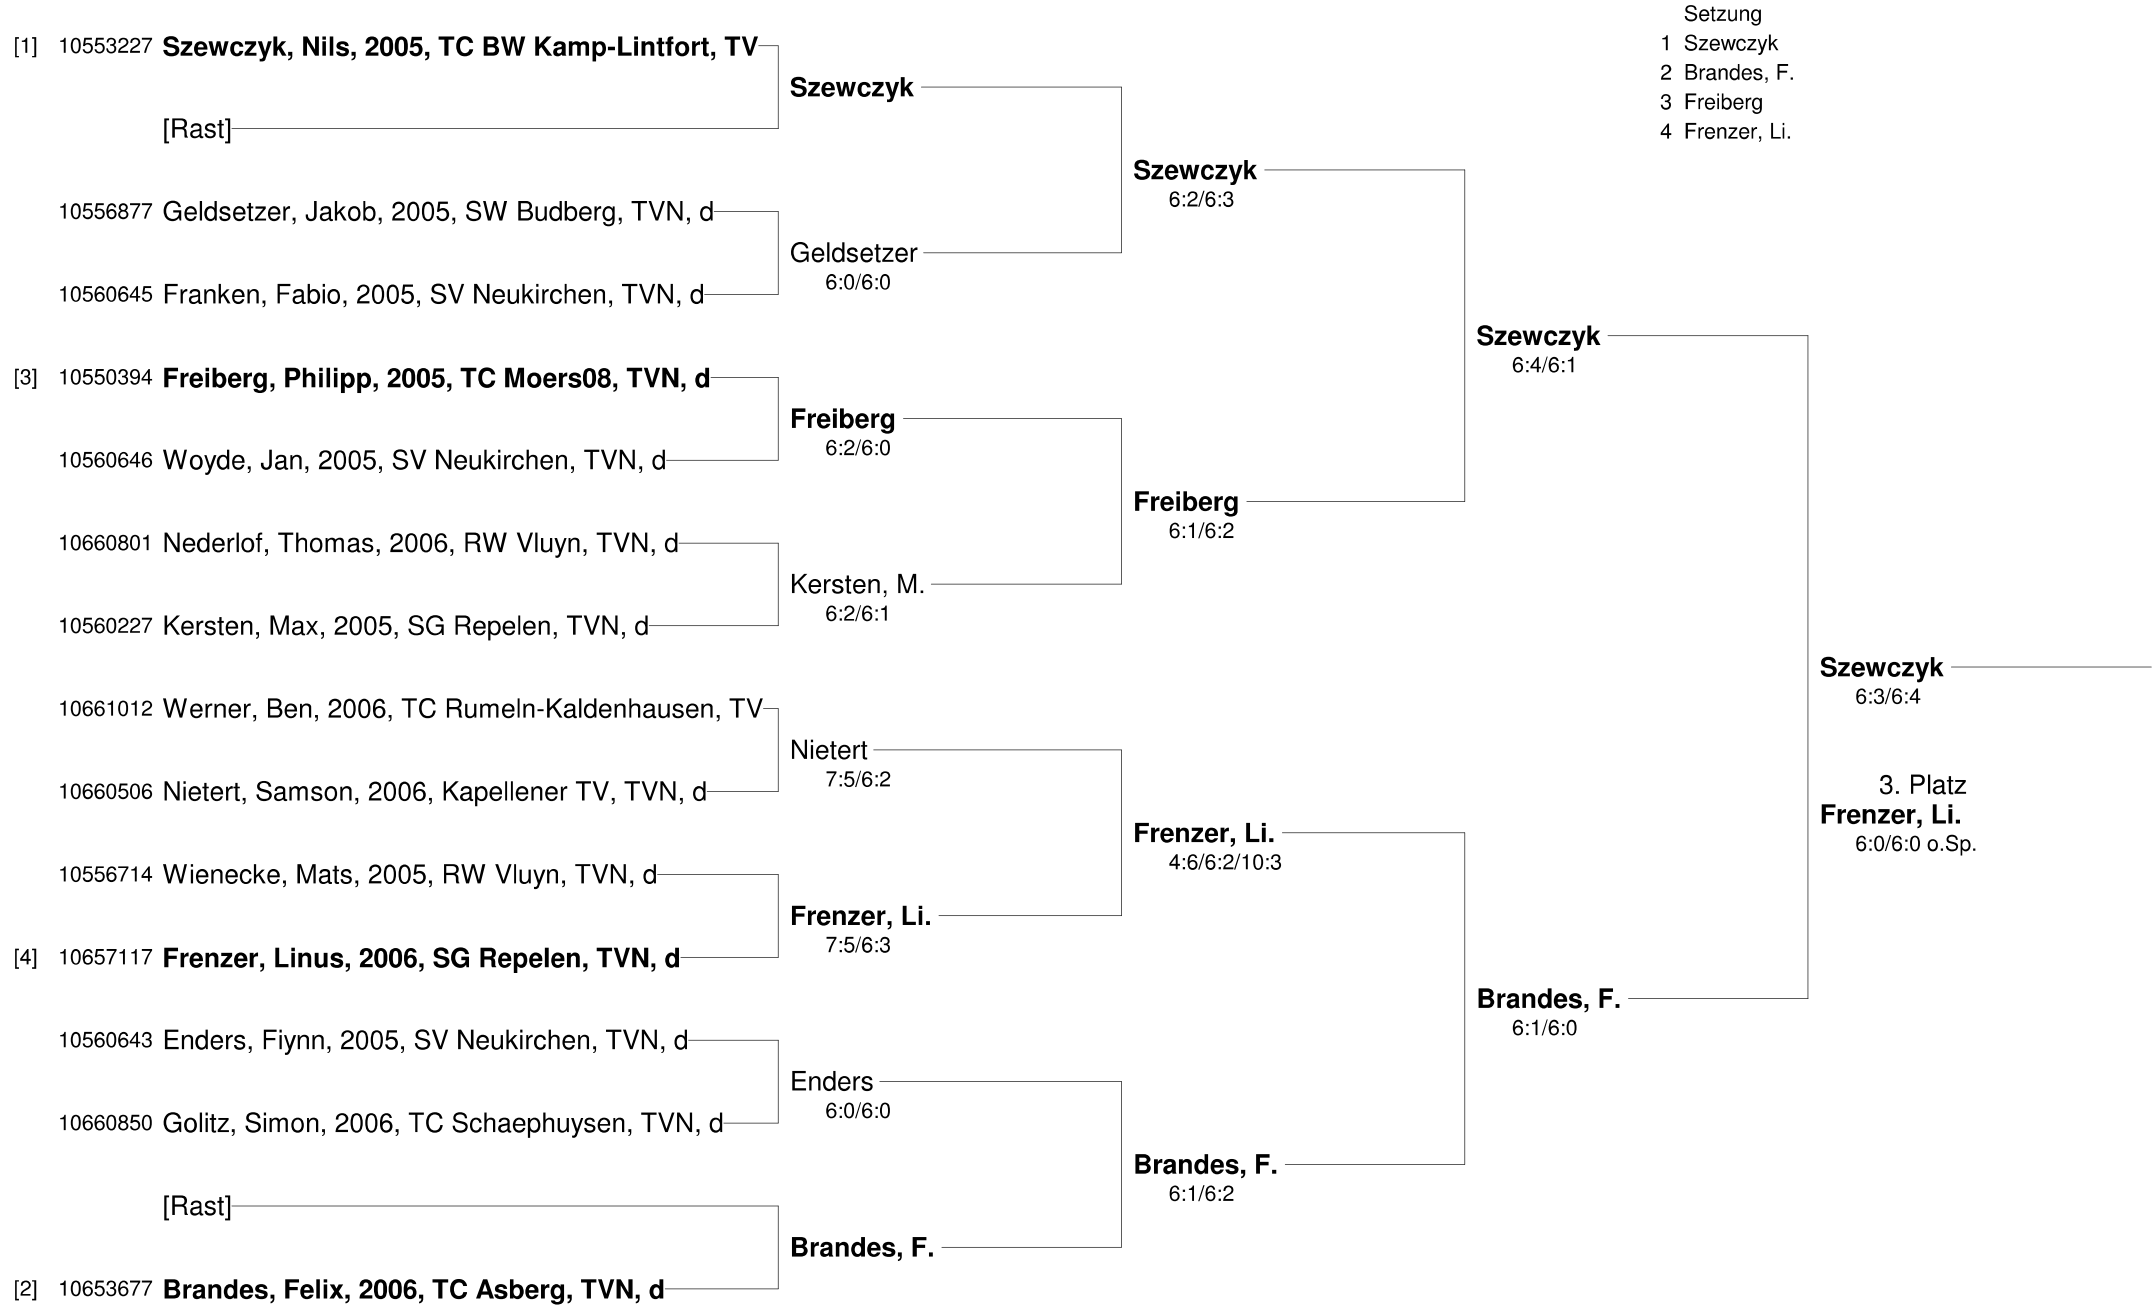 Setzung
1 Szewczyk
2 Brandes, F.
3 Freiberg
4 Frenzer, Li.
[1] 10553227 Szewczyk, Nils, 2005, TC BW Kamp-Lintfort, TV
Szewczyk
[Rast]
Szewczyk
6:2/6:3
10556877 Geldsetzer, Jakob, 2005, SW Budberg, TVN, d
Geldsetzer
6:0/6:0
10560645 Franken, Fabio, 2005, SV Neukirchen, TVN, d
Szewczyk
6:4/6:1
[3] 10550394 Freiberg, Philipp, 2005, TC Moers08, TVN, d
Freiberg
6:2/6:0
10560646 Woyde, Jan, 2005, SV Neukirchen, TVN, d
Freiberg
6:1/6:2
10660801 Nederlof, Thomas, 2006, RW Vluyn, TVN, d
Kersten, M.
6:2/6:1
10560227 Kersten, Max, 2005, SG Repelen, TVN, d
Szewczyk
6:3/6:4
10661012 Werner, Ben, 2006, TC Rumeln-Kaldenhausen, TV
Nietert
7:5/6:2
10660506 Nietert, Samson, 2006, Kapellener TV, TVN, d
3. Platz
Frenzer, Li.
6:0/6:0 o.Sp.
Frenzer, Li.
4:6/6:2/10:3
10556714 Wienecke, Mats, 2005, RW Vluyn, TVN, d
Frenzer, Li.
7:5/6:3
[4] 10657117 Frenzer, Linus, 2006, SG Repelen, TVN, d
Brandes, F.
6:1/6:0
10560643 Enders, Fiynn, 2005, SV Neukirchen, TVN, d
Enders
6:0/6:0
10660850 Golitz, Simon, 2006, TC Schaephuysen, TVN, d
Brandes, F.
6:1/6:2
[Rast]
Brandes, F.
[2] 10653677 Brandes, Felix, 2006, TC Asberg, TVN, d